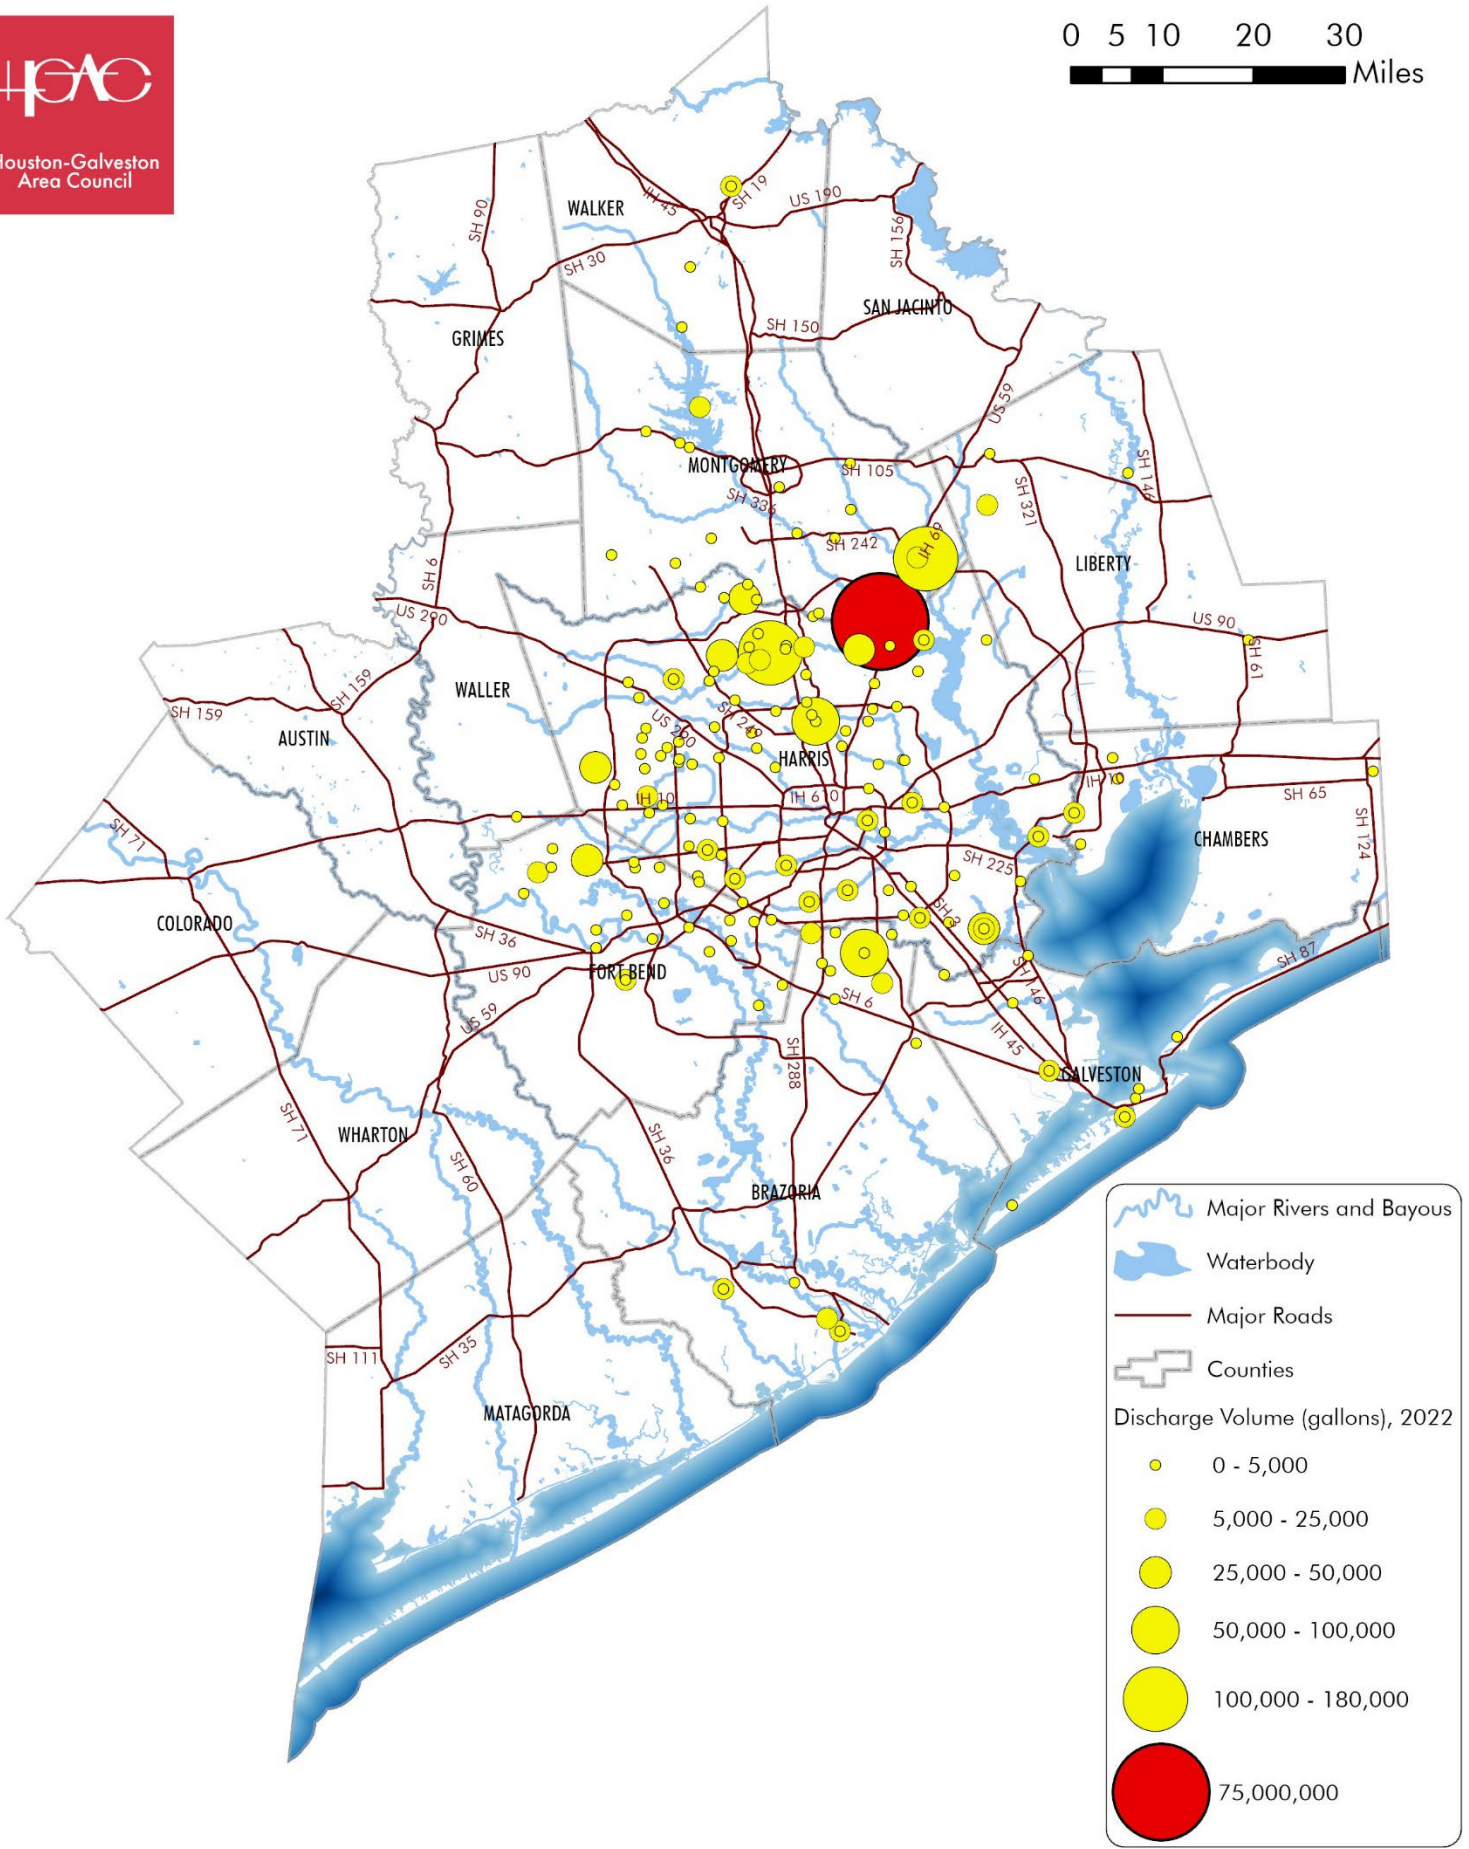 0 5 10 20 30
Miles
HGAC
Houston-Galveston
Area Council
SH 90
WALKER
IH 45
SH 19
US 190
SH 156
SH 30
SAN JACINTO
SH 150
GRIMES
US 59
MONTGOMERY
SH 105
SH 146
SH 336
SH 321
SH 242
IH 69
LIBERTY
SH 6
US 290
US 90
SH 61
SH 159
WALLER
SH 159
AUSTIN
US 290
SH 249
HARRIS
IH 10
IH 10
IH 610
SH 65
SH 71
SH 124
CHAMBERS
SH 225
COLORADO
SH 3
SH 36
SH 87
US 90
FORT BEND
SH 146
SH 6
US 59
IH 45
SH 288
GALVESTON
SH 71
WHARTON
SH 36
SH 60
BRAZORIA
SH 111
SH 35
MATAGORDA
Major Rivers and Bayous
Waterbody
Major Roads
Counties
Discharge Volume (gallons), 2022
0 - 5,000
5,000 - 25,000
25,000 - 50,000
50,000 - 100,000
100,000 - 180,000
75,000,000